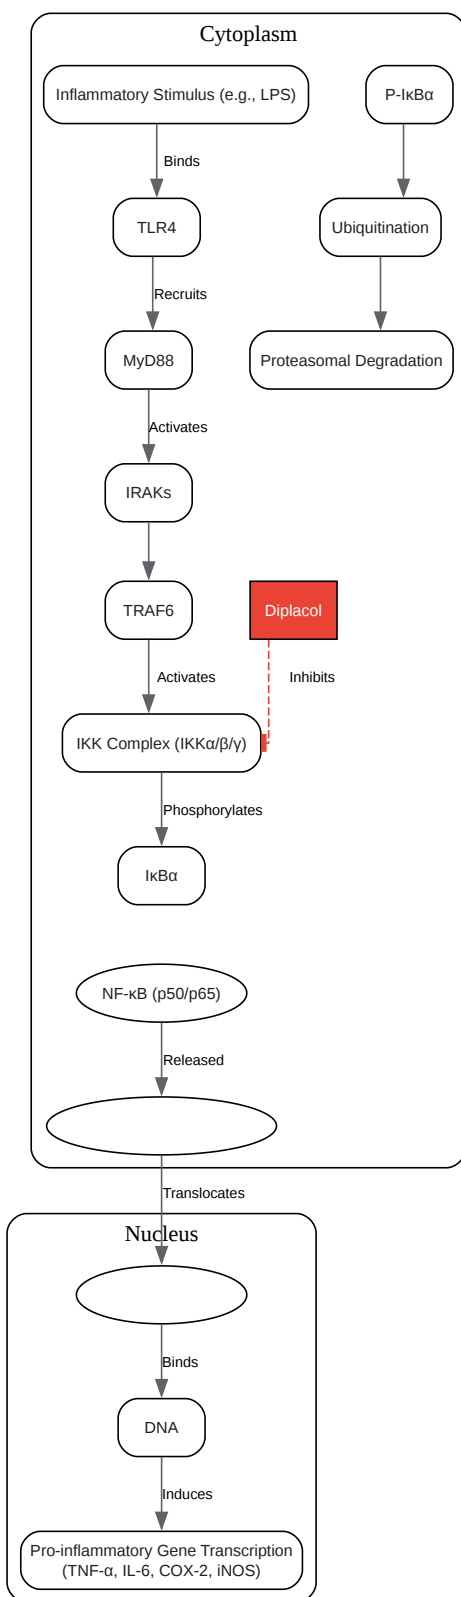 Cytoplasm
Inflammatory Stimulus (e.g., LPS)
P-IκBα
Binds
TLR4
Ubiquitination
Recruits
MyD88
Proteasomal Degradation
Activates
IRAKs
TRAF6
Diplacol
Activates
Inhibits
IKK Complex (IKKα/β/γ)
Phosphorylates
IκBα
NF-κB (p50/p65)
Released
Translocates
Nucleus
Binds
DNA
Induces
Pro-inflammatory Gene Transcription
(TNF-α, IL-6, COX-2, iNOS)